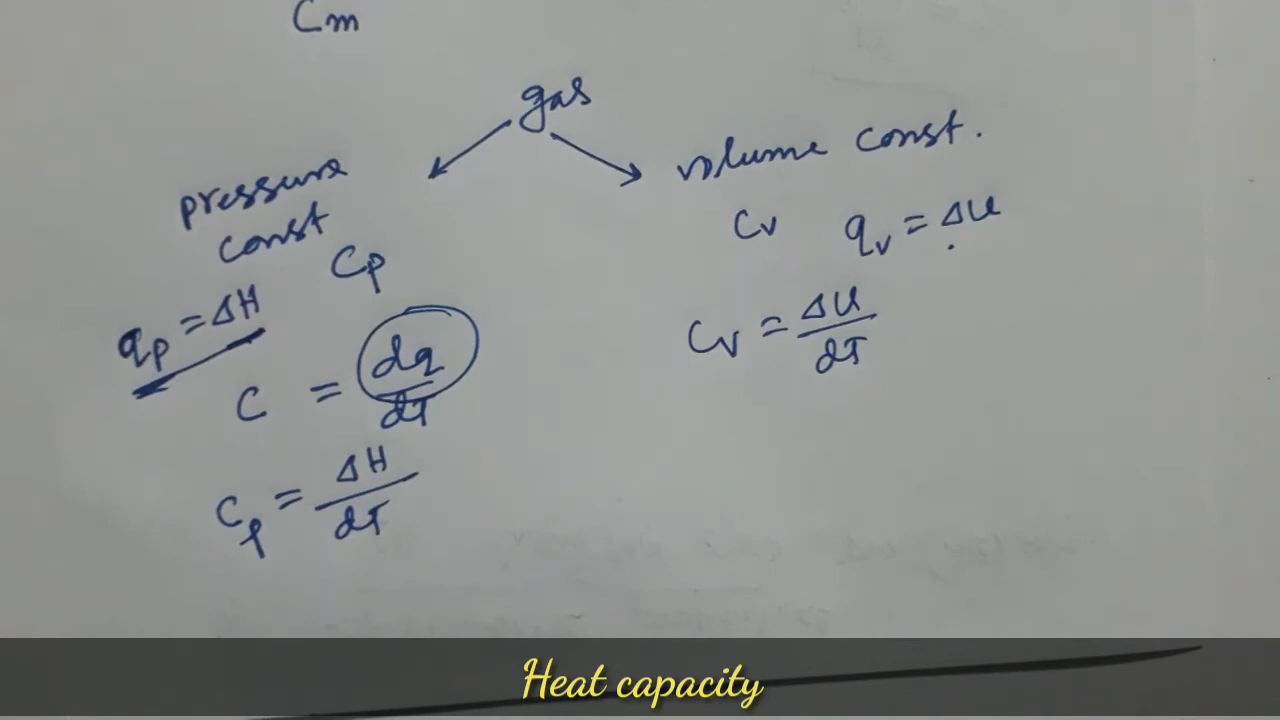 Cm
gas
pressure
const
Cp
qp = ΔH
C = dq/dT
Cp = ΔH/dT
volume const.
Cv qv = ΔU
Cv = ΔU/dT
Heat capacity